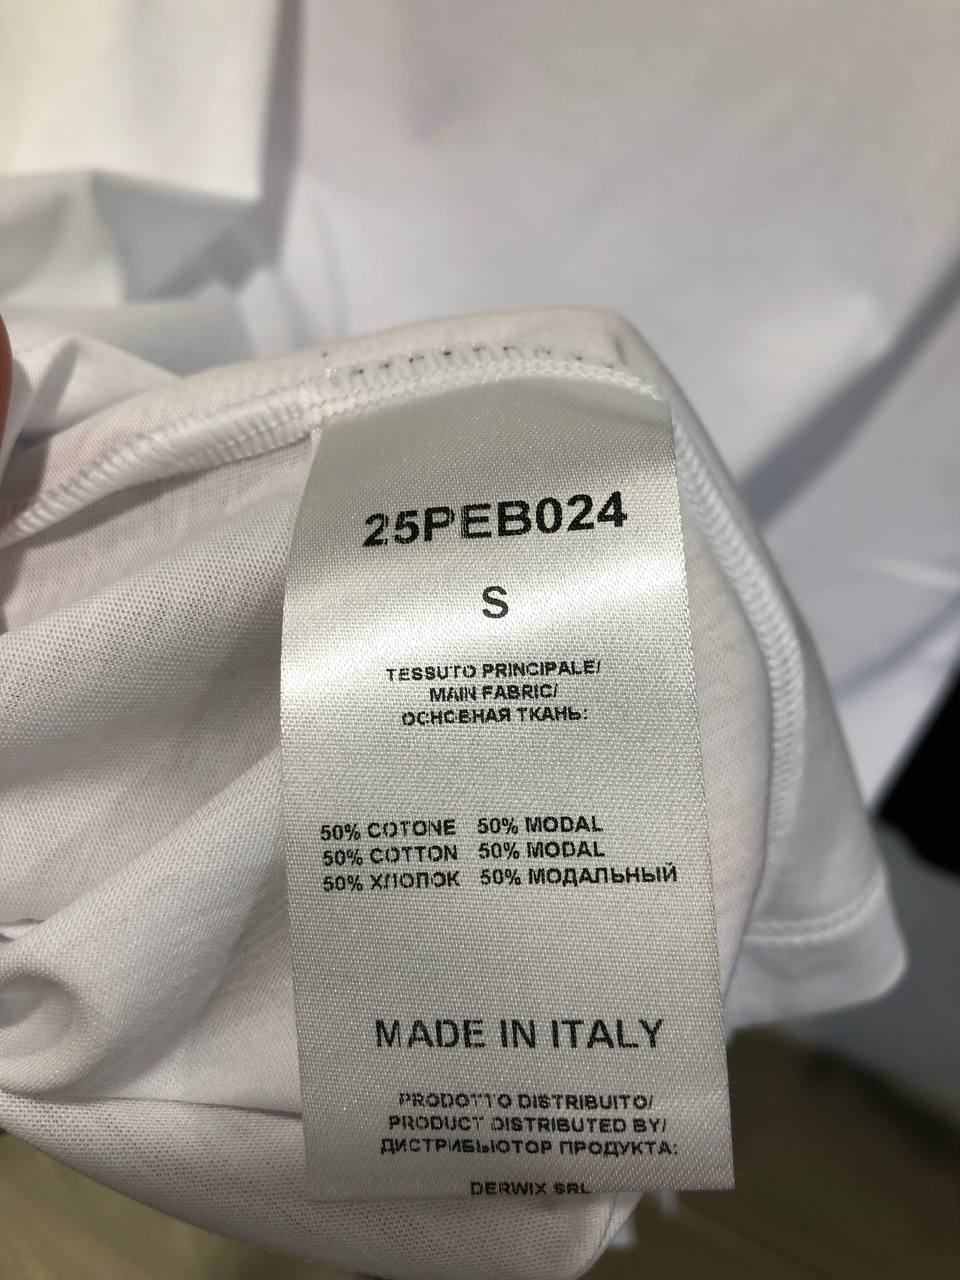 25PEB024
S
TESSUTO PRINCIPALE/
MAIN FABRIC/
ОСНОВНАЯ ТКАНЬ:
50% COTONE 50% MODAL
50% COTTON 50% MODAL
50% ХЛОПОК 50% МОДАЛЬНЫЙ
MADE IN ITALY
PRODOTTO DISTRIBUITO/
PRODUCT DISTRIBUTED BY/
ДИСТРИБЬЮТОР ПРОДУКТА:
DERWIX SRL